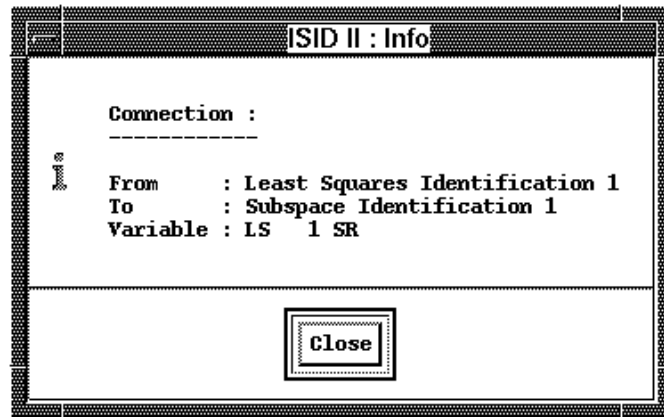 ISID II : Info
Connection :
------------
From : Least Squares Identification 1
To : Subspace Identification 1
Variable : LS 1 SR
Close